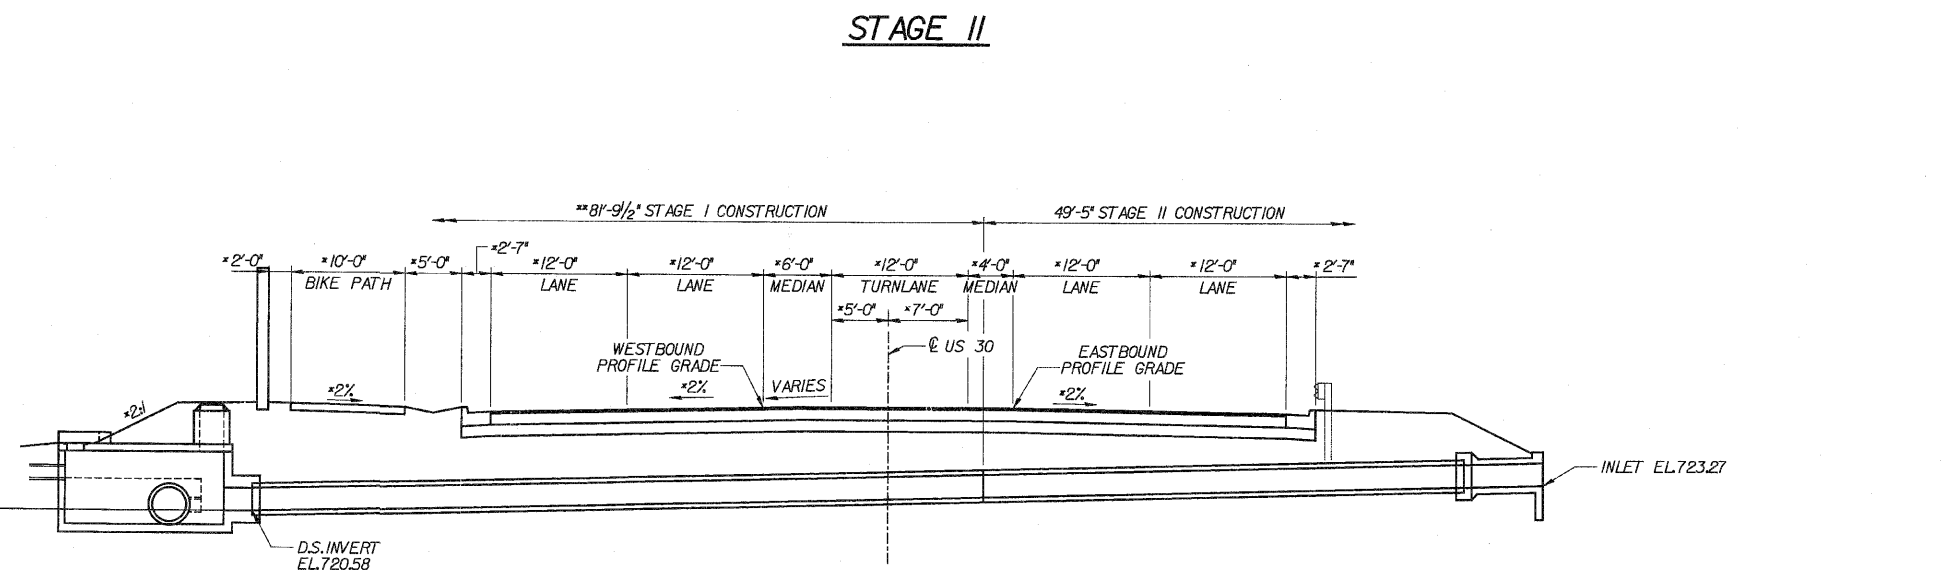 STAGE II
**81'-9 1/2" STAGE I CONSTRUCTION
49'-5" STAGE II CONSTRUCTION
*2'-0"
*10'-0"
*5'-0"
*2'-7"
*12'-0"
*12'-0"
*6'-0"
*12'-0"
*4'-0"
*12'-0"
*12'-0"
*2'-7"
BIKE PATH
LANE
LANE
MEDIAN
TURNLANE
MEDIAN
LANE
LANE
*5'-0"
*7'-0"
WESTBOUND
PROFILE GRADE
℄ US 30
EASTBOUND
PROFILE GRADE
*2%
*2%
VARIES
*2%
*2:1
INLET EL.723.27
D.S. INVERT
EL.720.58